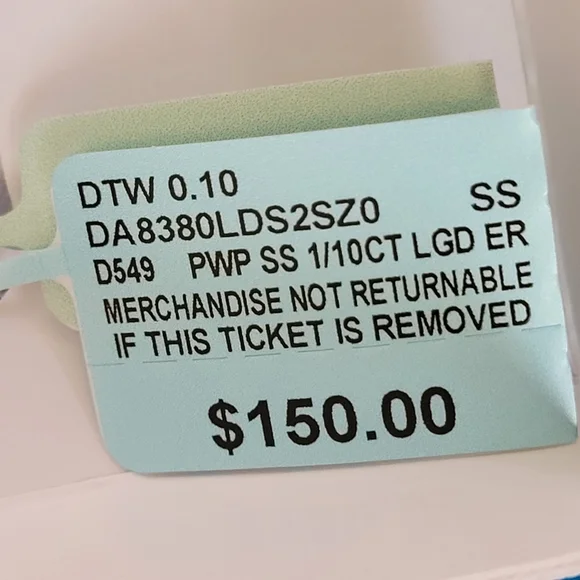 DTW 0.10
DA8380LDS2SZ0 SS
D549 PWP SS 1/10CT LGD ER
MERCHANDISE NOT RETURNABLE
IF THIS TICKET IS REMOVED
$150.00